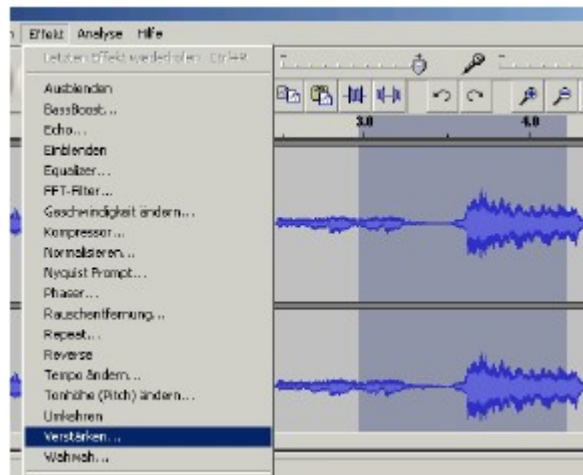 Effekt Analyse Hilfe
Letzten Effekt wiederholen Ctrl+R
Ausblenden
BassBoost...
Echo...
Einblenden
Equalizer...
FFT-Filter...
Geschwindigkeit ändern...
Kompressor...
Normalisieren...
Nyquist Prompt...
Phaser...
Rauschentfernung...
Repeat...
Reverse
Tempo ändern...
Tonhöhe (Pitch) ändern...
Umkehren
Verstärken...
Wahwah...
3.0 4.0